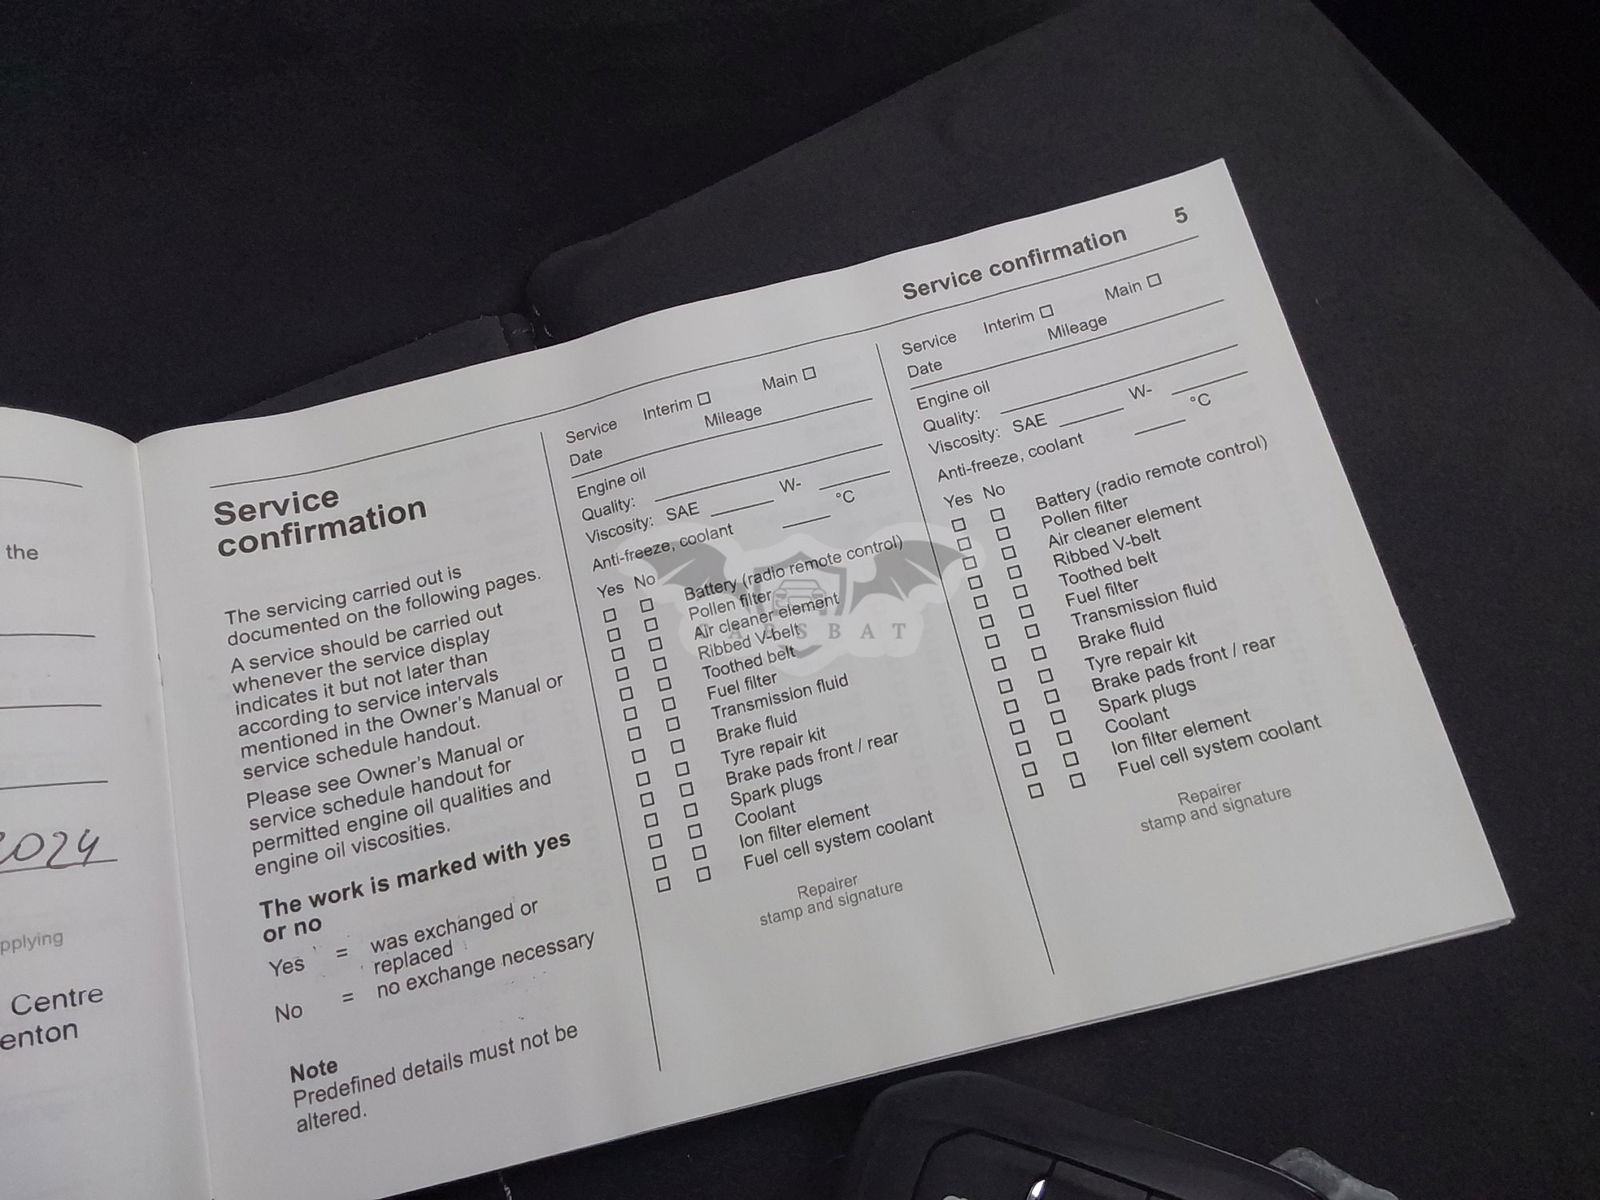 the
2024
pplying
Centre
enton
Service confirmation 5
Service
confirmation
The servicing carried out is
documented on the following pages.
A service should be carried out
whenever the service display
indicates it but not later than
according to service intervals
mentioned in the Owner's Manual or
service schedule handout.
Please see Owner's Manual or
service schedule handout for
permitted engine oil qualities and
engine oil viscosities.
The work is marked with yes
or no
Yes = was exchanged or
replaced
No = no exchange necessary
Note
Predefined details must not be
altered.
Service Interim Main
Date Mileage
Engine oil
Quality:
Viscosity: SAE W-
Anti-freeze, coolant °C
Yes No
Battery (radio remote control)
Pollen filter
Air cleaner element
Ribbed V-belt
Toothed belt
Fuel filter
Transmission fluid
Brake fluid
Tyre repair kit
Brake pads front / rear
Spark plugs
Coolant
Ion filter element
Fuel cell system coolant
Repairer
stamp and signature
Service Interim Main
Date Mileage
Engine oil
Quality:
Viscosity: SAE W-
Anti-freeze, coolant °C
Yes No
Battery (radio remote control)
Pollen filter
Air cleaner element
Ribbed V-belt
Toothed belt
Fuel filter
Transmission fluid
Brake fluid
Tyre repair kit
Brake pads front / rear
Spark plugs
Coolant
Ion filter element
Fuel cell system coolant
Repairer
stamp and signature
CARSBAT